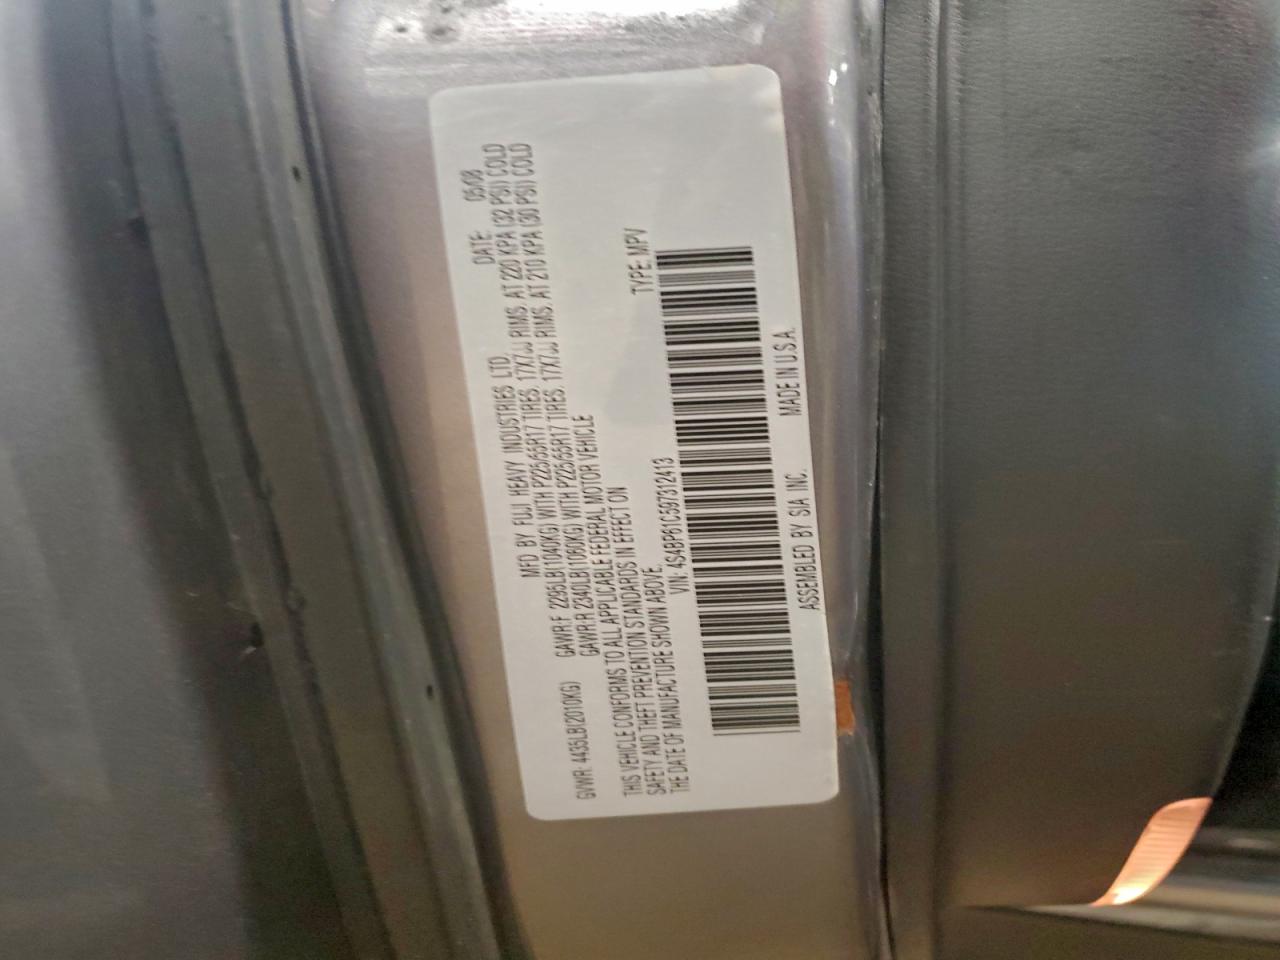 MFD BY FUJI HEAVY INDUSTRIES LTD. DATE: 05/08
GVWR: 4435LB(2010KG) GAWR:F 2295LB(1040KG) WITH P225/55R17 TIRES. 17X7JJ RIMS. AT 220 KPA (32 PSI) COLD
GAWR:R 2340LB(1060KG) WITH P225/55R17 TIRES. 17X7JJ RIMS. AT 210 KPA (30 PSI) COLD
THIS VEHICLE CONFORMS TO ALL APPLICABLE FEDERAL MOTOR VEHICLE
SAFETY AND THEFT PREVENTION STANDARDS IN EFFECT ON
THE DATE OF MANUFACTURE SHOWN ABOVE.
VIN: 4S4BP61C597312413 TYPE: MPV
ASSEMBLED BY SIA INC. MADE IN U.S.A.